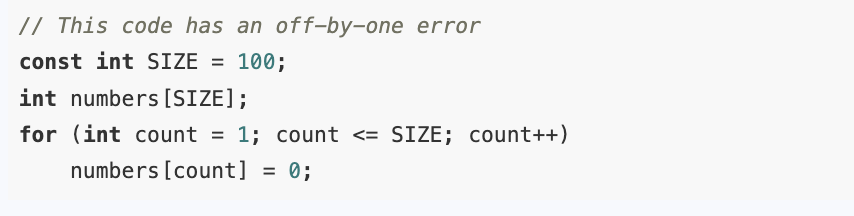 // This code has an off-by-one error
const int SIZE = 100;
int numbers[SIZE];
for (int count = 1; count <= SIZE; count++)
    numbers[count] = 0;